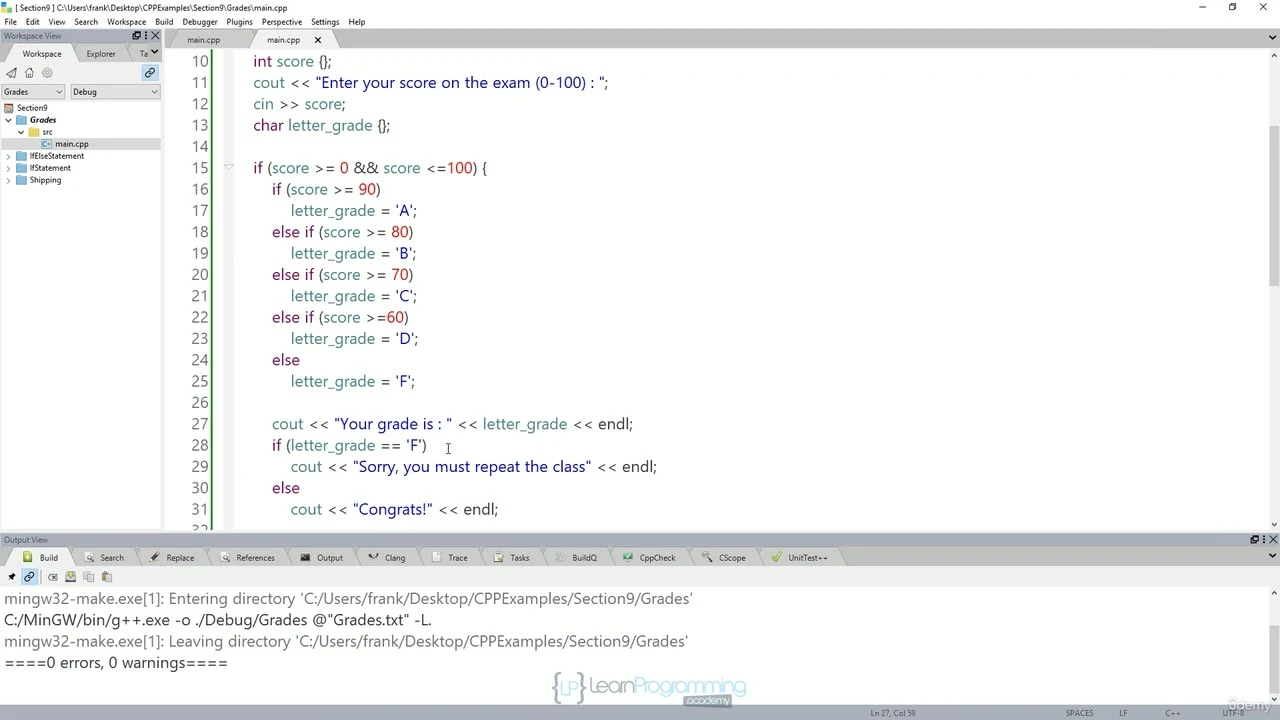 [ Section9 ] C:\Users\frank\Desktop\CPPExamples\Section9\Grades\main.cpp
File Edit View Search Workspace Build Debugger Plugins Perspective Settings Help
Workspace View
main.cpp main.cpp
Workspace Explorer Ta
Grades Debug
Section9
Grades
src
main.cpp
IfElseStatement
IfStatement
Shipping
10 int score {};
11 cout << "Enter your score on the exam (0-100) : ";
12 cin >> score;
13 char letter_grade {};
14
15 if (score >= 0 && score <=100) {
16 if (score >= 90)
17 letter_grade = 'A';
18 else if (score >= 80)
19 letter_grade = 'B';
20 else if (score >= 70)
21 letter_grade = 'C';
22 else if (score >=60)
23 letter_grade = 'D';
24 else
25 letter_grade = 'F';
26
27 cout << "Your grade is : " << letter_grade << endl;
28 if (letter_grade == 'F')
29 cout << "Sorry, you must repeat the class" << endl;
30 else
31 cout << "Congrats!" << endl;
32
Output View
Build Search Replace References Output Clang Trace Tasks BuildQ CppCheck CScope UnitTest++
mingw32-make.exe[1]: Entering directory 'C:/Users/frank/Desktop/CPPExamples/Section9/Grades'
C:/MinGW/bin/g++.exe -o ./Debug/Grades @"Grades.txt" -L.
mingw32-make.exe[1]: Leaving directory 'C:/Users/frank/Desktop/CPPExamples/Section9/Grades'
====0 errors, 0 warnings====
{LP} LearnProgramming
academy
Ln 27, Col 59 SPACES LF C++ UTF-8
udemy